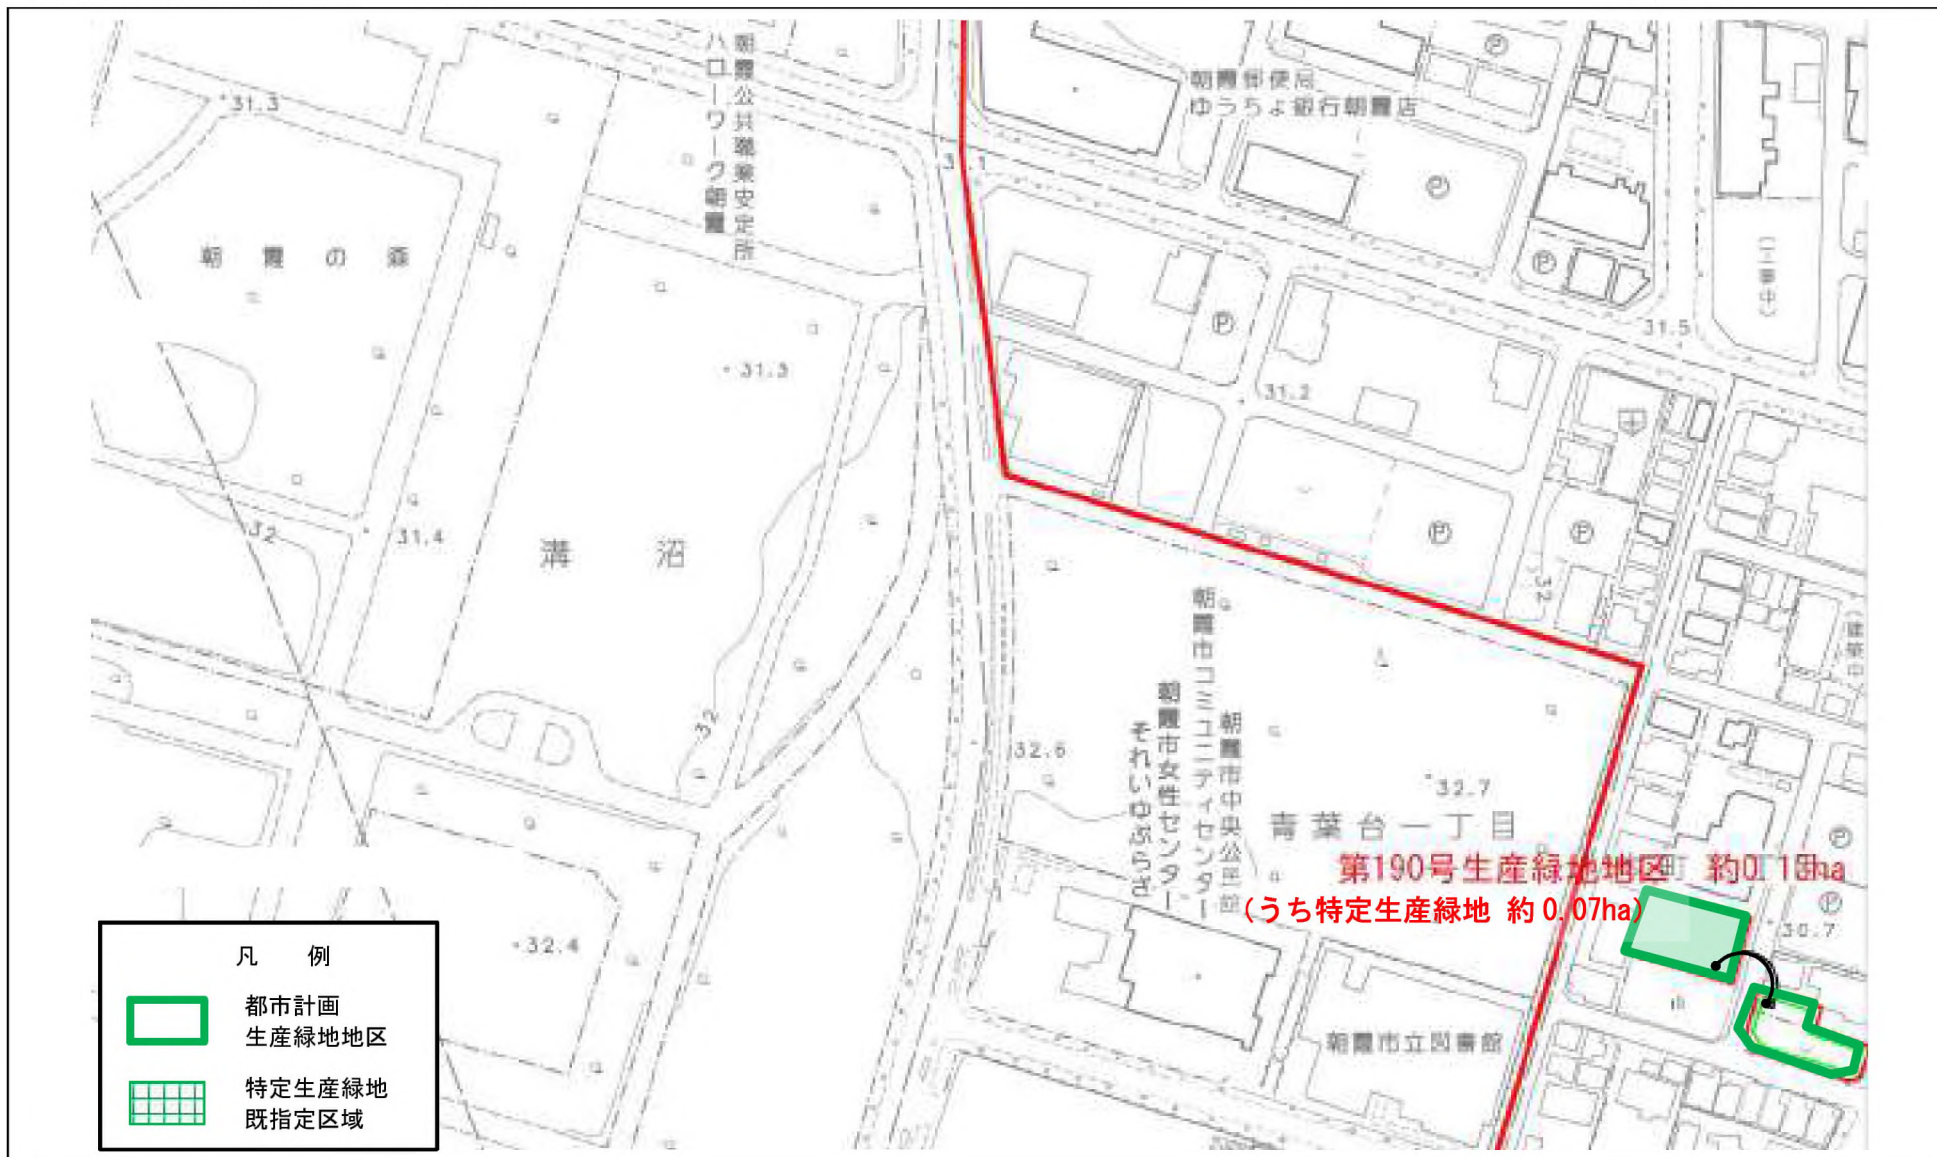 朝霞公共職業安定所
ハローワーク朝霞
朝霞郵便局
ゆうちょ銀行朝霞店
31.3
朝霞の森
31.3
31.5
31.2
(工事中)
31.4
32
溝沼
32
32
(建築中)
32.6
32.7
朝霞市コミュニティセンター
朝霞市中央公民館
朝霞市女性センター
それいゆぷらざ
青葉台一丁目
第190号生産緑地地区
(うち特定生産緑地 約0.07ha)
30.7
32.4
朝霞市立図書館
凡 例
都市計画
生産緑地地区
特定生産緑地
既指定区域